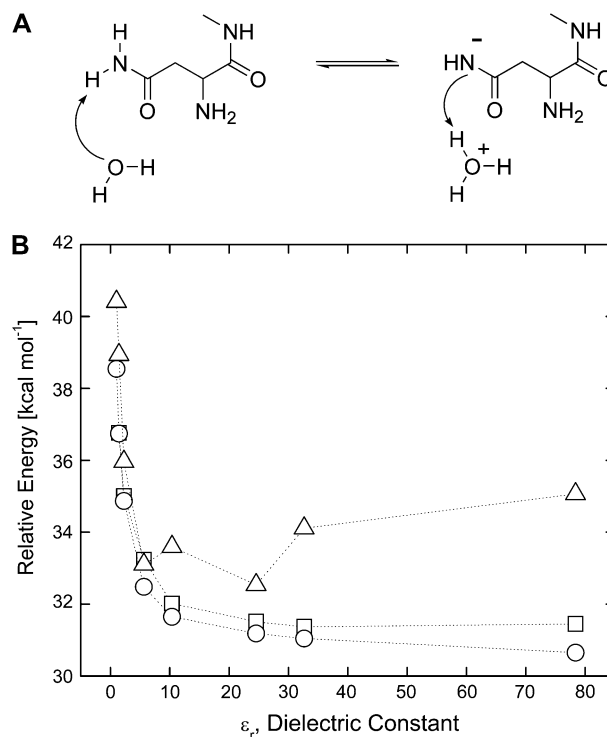 A
H
H N NH
O
O
NH₂
H O H
H
-
HN NH
O
O
NH₂
H +
O H
H
B
42
40
38
36
34
32
30
Relative Energy [kcal mol⁻¹]
0 10 20 30 40 50 60 70 80
εᵣ, Dielectric Constant